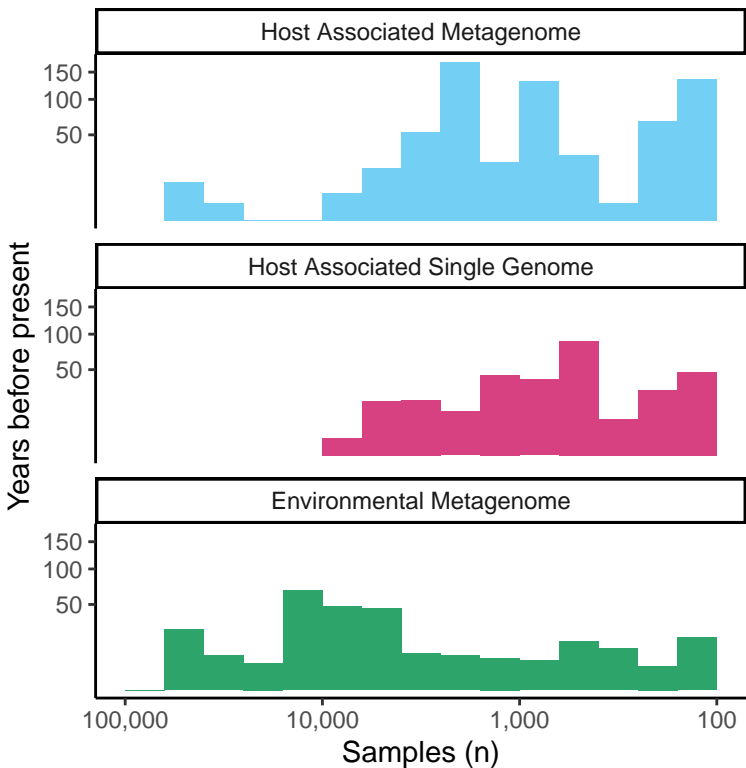 Host Associated Metagenome
150
100
50
Host Associated Single Genome
150
100
50
Environmental Metagenome
150
100
50
Years before present
100,000 10,000 1,000 100
Samples (n)